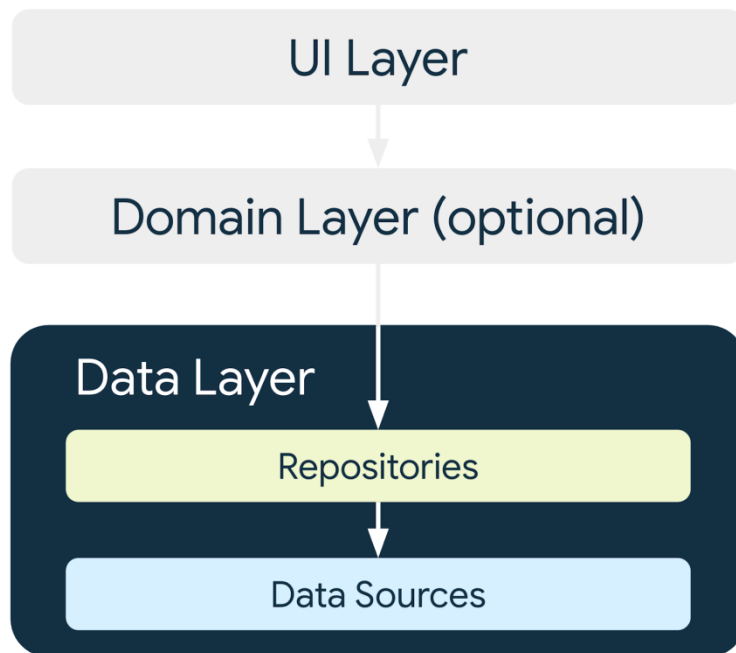 UI Layer
Domain Layer (optional)
Data Layer
Repositories
Data Sources